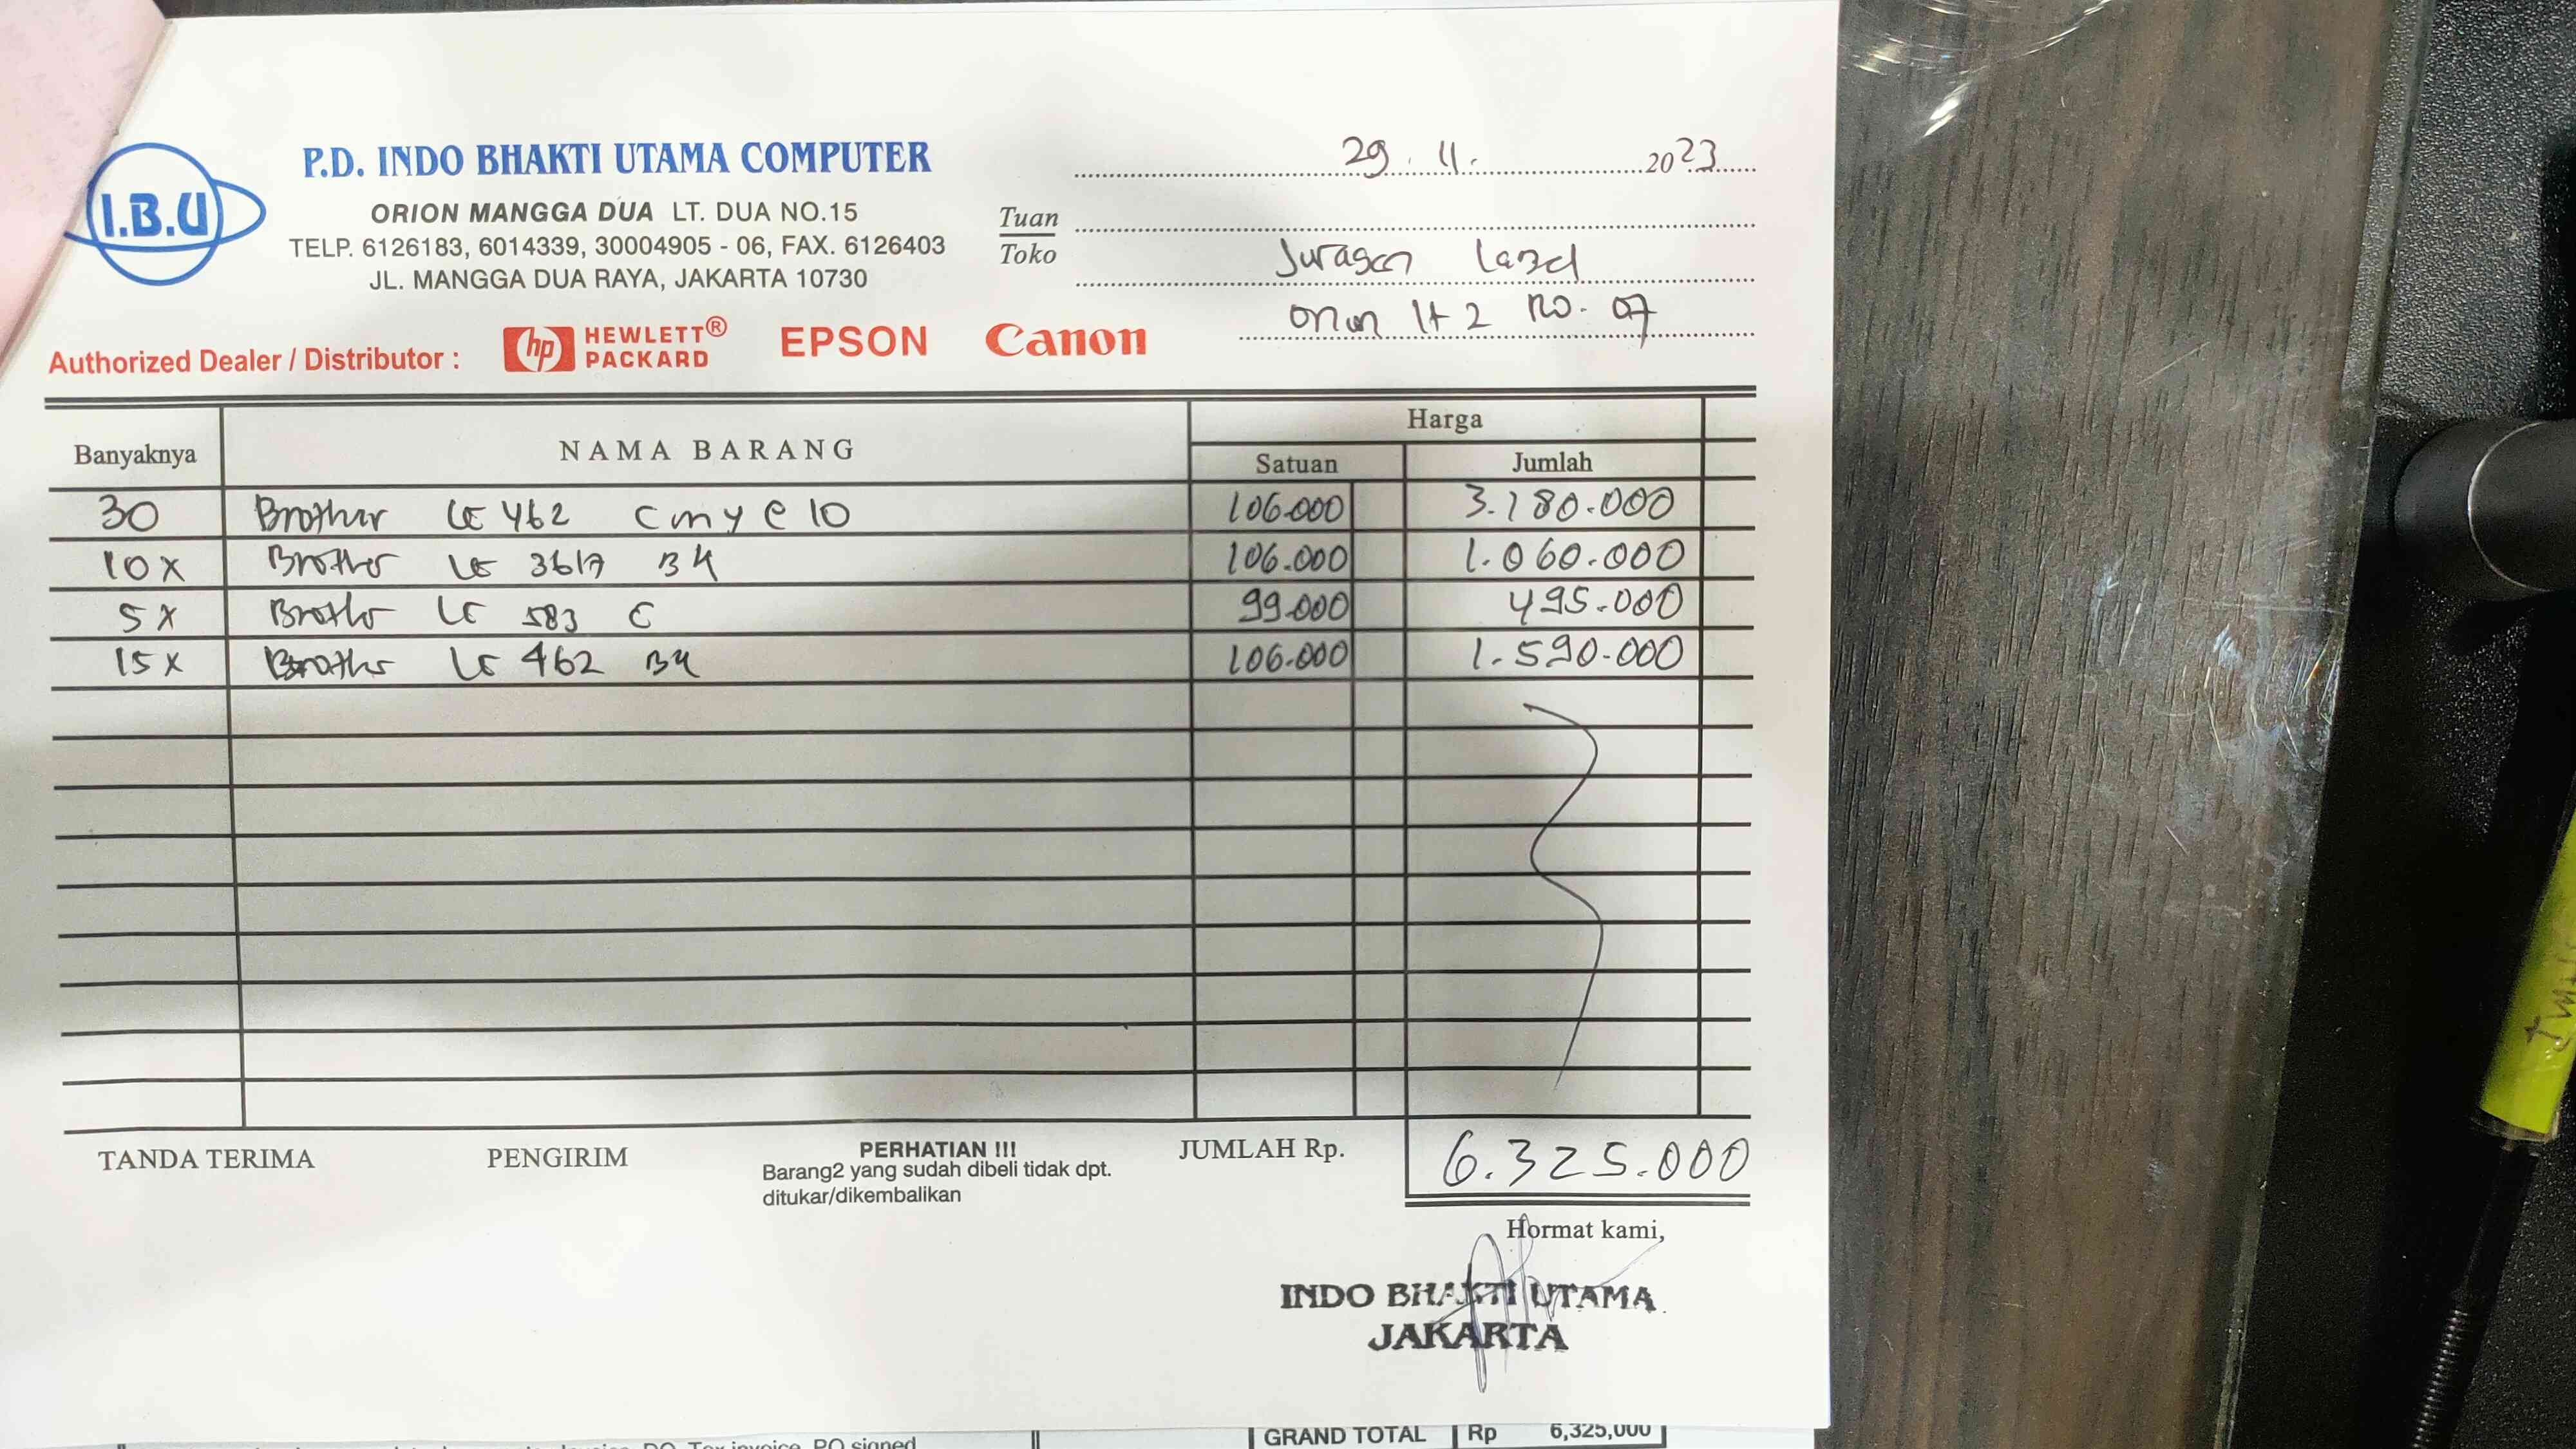 I.B.U
P.D. INDO BHAKTI UTAMA COMPUTER
ORION MANGGA DUA LT. DUA NO.15
TELP. 6126183, 6014339, 30004905 - 06, FAX. 6126403
JL. MANGGA DUA RAYA, JAKARTA 10730
29 . 11 . 2023
Tuan
Toko
Juragan
Orion lt 2 no. 07
Authorized Dealer / Distributor : hp HEWLETT® PACKARD EPSON Canon
Banyaknya NAMA BARANG Harga
Satuan Jumlah
30 Brother LC 462 C m y @ 10 106.000 3.180.000
10 x Brother LC 3617 BK 106.000 1.060.000
5 x Brother LC 583 C 99.000 495.000
15 x Brother LC 462 BK 106.000 1.590.000
TANDA TERIMA PENGIRIM PERHATIAN !!! JUMLAH Rp. 6.325.000
Barang2 yang sudah dibeli tidak dpt.
ditukar/dikembalikan
Hormat kami,
INDO BHAKTI UTAMA
JAKARTA
GRAND TOTAL Rp 6,325,000